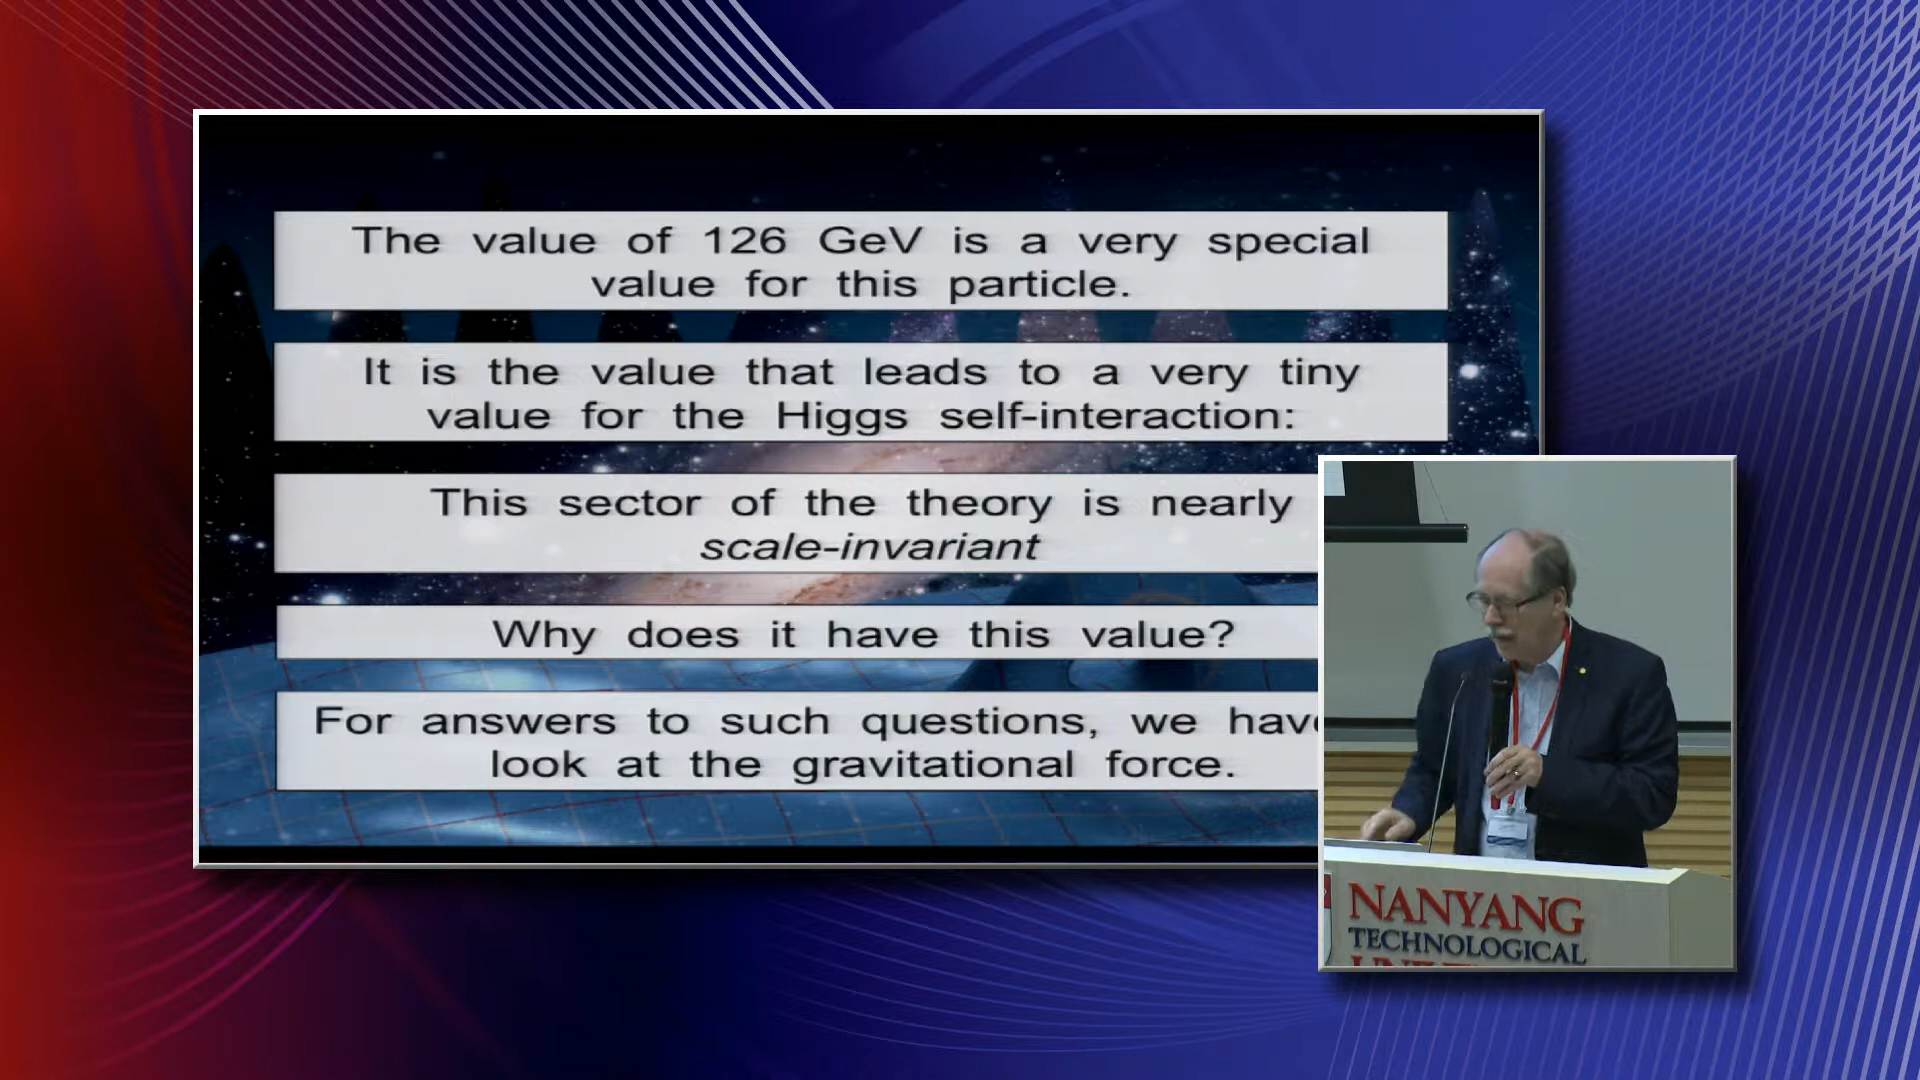 The value of 126 GeV is a very special
value for this particle.
It is the value that leads to a very tiny
value for the Higgs self-interaction:
This sector of the theory is nearly
scale-invariant
Why does it have this value?
For answers to such questions, we have
look at the gravitational force.
NANYANG
TECHNOLOGICAL